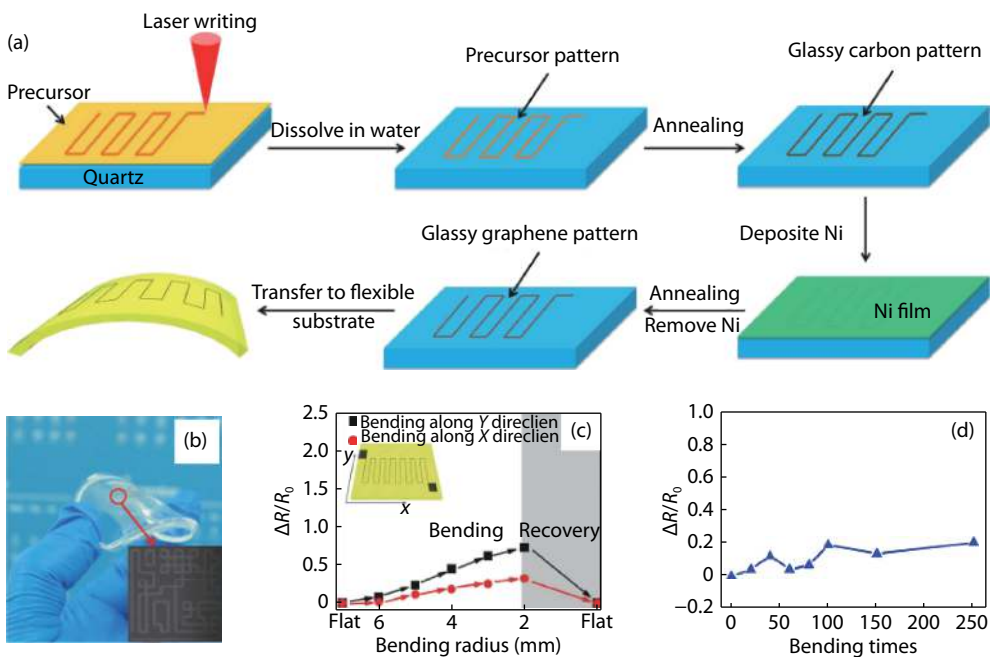 (a)
Laser writing
Precursor
Quartz
Dissolve in water
Precursor pattern
Annealing
Glassy carbon pattern
Deposite Ni
Ni film
Annealing
Remove Ni
Glassy graphene pattern
Transfer to flexible
substrate
(b)
(c)
Bending along Y direclien
Bending along X direclien
y
x
Bending
Recovery
ΔR/R0
2.5
2.0
1.5
1.0
0.5
0
Flat
6
4
2
Flat
Bending radius (mm)
(d)
ΔR/R0
1.0
0.8
0.6
0.4
0.2
0
−0.2
0
50
100
150
200
250
Bending times